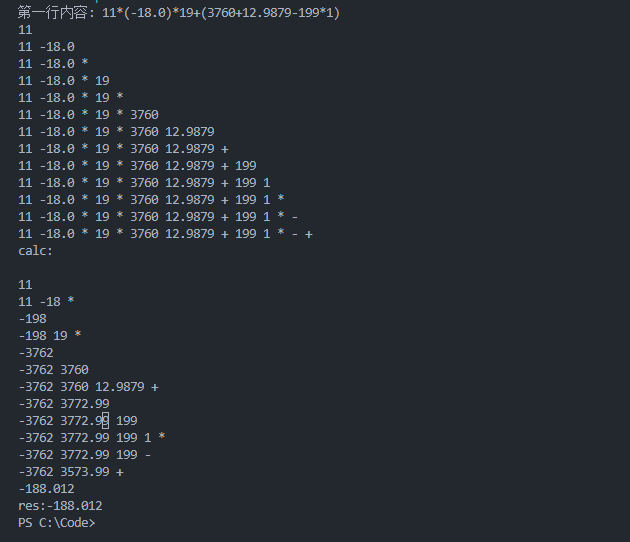 第一行内容: 11*(-18.0)*19+(3760+12.9879-199*1)
11
11 -18.0
11 -18.0 *
11 -18.0 * 19
11 -18.0 * 19 *
11 -18.0 * 19 * 3760
11 -18.0 * 19 * 3760 12.9879
11 -18.0 * 19 * 3760 12.9879 +
11 -18.0 * 19 * 3760 12.9879 + 199
11 -18.0 * 19 * 3760 12.9879 + 199 1
11 -18.0 * 19 * 3760 12.9879 + 199 1 *
11 -18.0 * 19 * 3760 12.9879 + 199 1 * -
11 -18.0 * 19 * 3760 12.9879 + 199 1 * - +
calc:
11
11 -18 *
-198
-198 19 *
-3762
-3762 3760
-3762 3760 12.9879 +
-3762 3772.99
-3762 3772.99 199
-3762 3772.99 199 1 *
-3762 3772.99 199 -
-3762 3573.99 +
-188.012
res:-188.012
PS C:\Code>